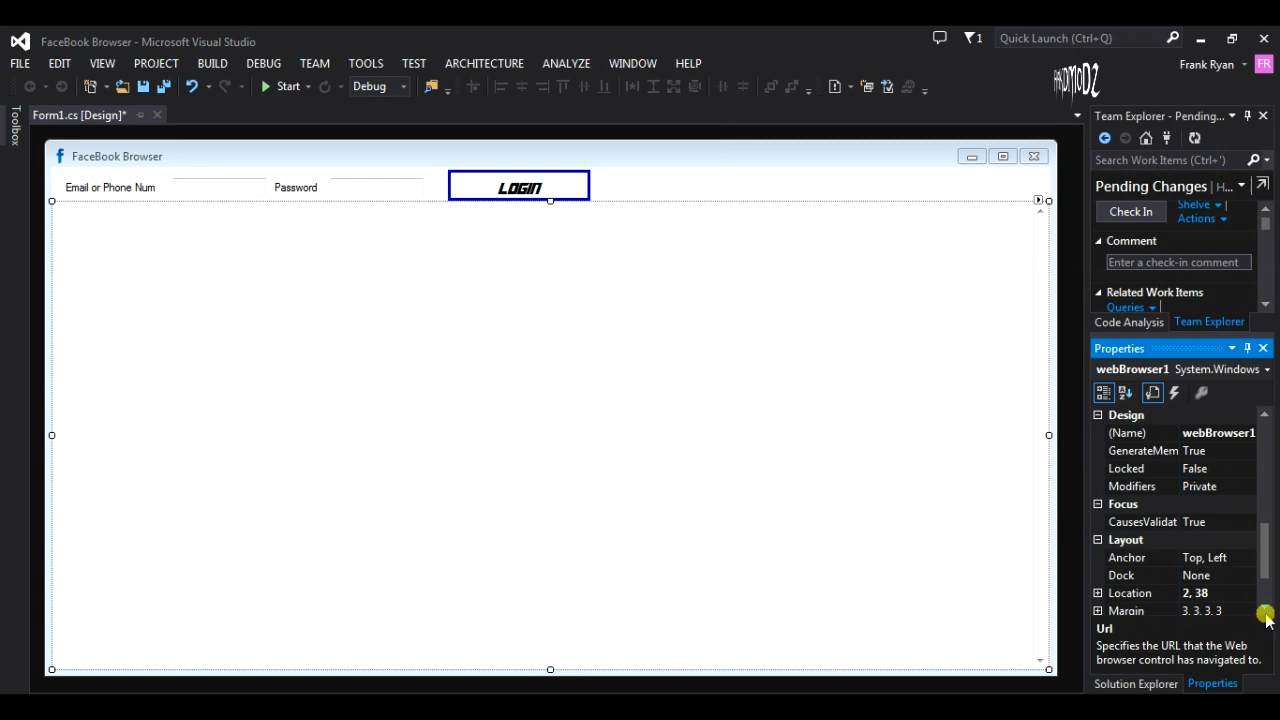 FaceBook Browser - Microsoft Visual Studio
1
Quick Launch (Ctrl+Q)
FILE EDIT VIEW PROJECT BUILD DEBUG TEAM TOOLS TEST ARCHITECTURE ANALYZE WINDOW HELP
Frank Ryan FR
Start Debug
Toolbox
Form1.cs [Design]*
FaceBook Browser
Email or Phone Num Password LOGIN
Team Explorer - Pending...
Search Work Items (Ctrl+')
Pending Changes | H...
Check In
Shelve
Actions
Comment
Enter a check-in comment
Related Work Items
Queries
Code Analysis Team Explorer
Properties
webBrowser1 System.Windows
Design
(Name) webBrowser1
GenerateMem True
Locked False
Modifiers Private
Focus
CausesValidat True
Layout
Anchor Top, Left
Dock None
Location 2, 38
Margin 3, 3, 3, 3
Url
Specifies the URL that the Web
browser control has navigated to.
Solution Explorer Properties